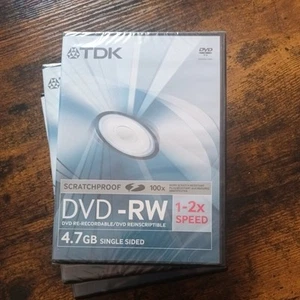 TDK
DVD
SCRATCHPROOF 100x
DVD -RW
1-2x
SPEED
DVD RE-RECORDABLE/DVD REINSCRIPTIBLE
4.7GB SINGLE SIDED